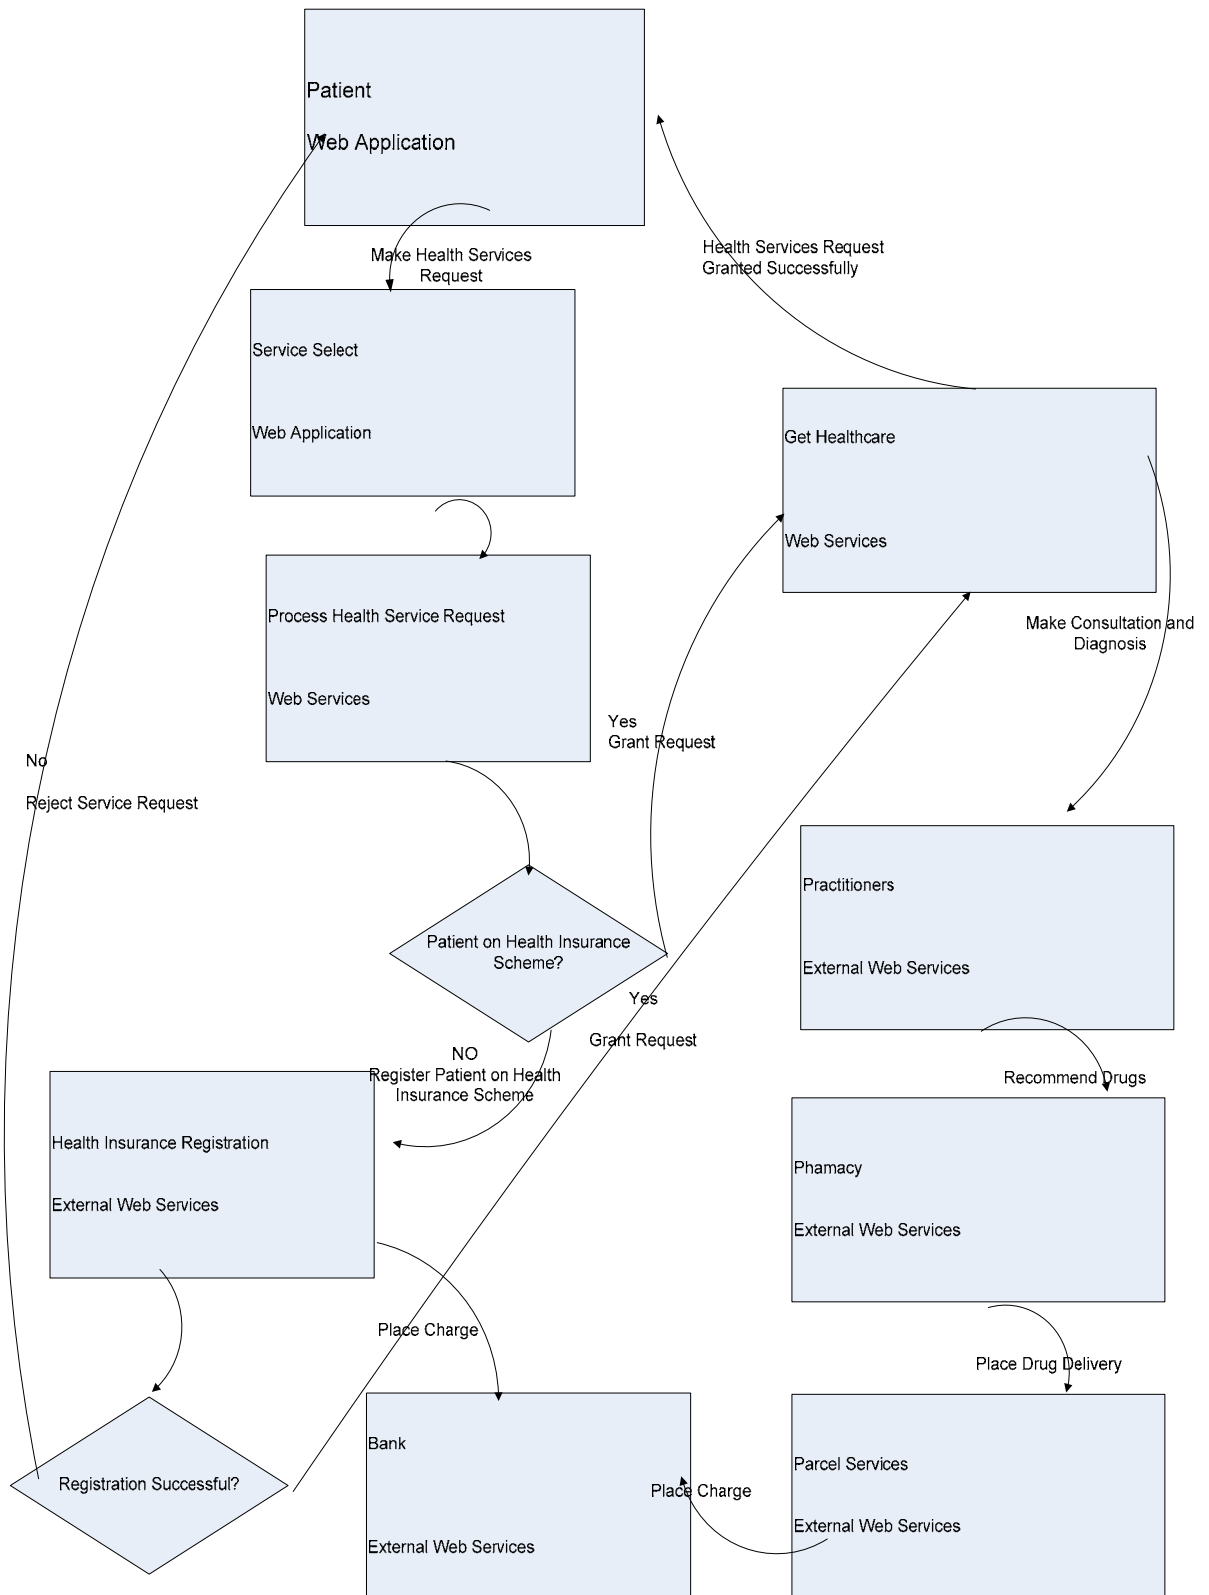 Patient
Web Application
Make Health Services
Request
Health Services Request
Granted Successfully
Service Select
Web Application
Get Healthcare
Web Services
Process Health Service Request
Web Services
Make Consultation and
Diagnosis
Yes
Grant Request
No
Reject Service Request
Patient on Health Insurance
Scheme?
Practitioners
External Web Services
Yes
Grant Request
NO
Register Patient on Health
Insurance Scheme
Recommend Drugs
Health Insurance Registration
External Web Services
Phamacy
External Web Services
Place Charge
Place Drug Delivery
Registration Successful?
Bank
External Web Services
Place Charge
Parcel Services
External Web Services